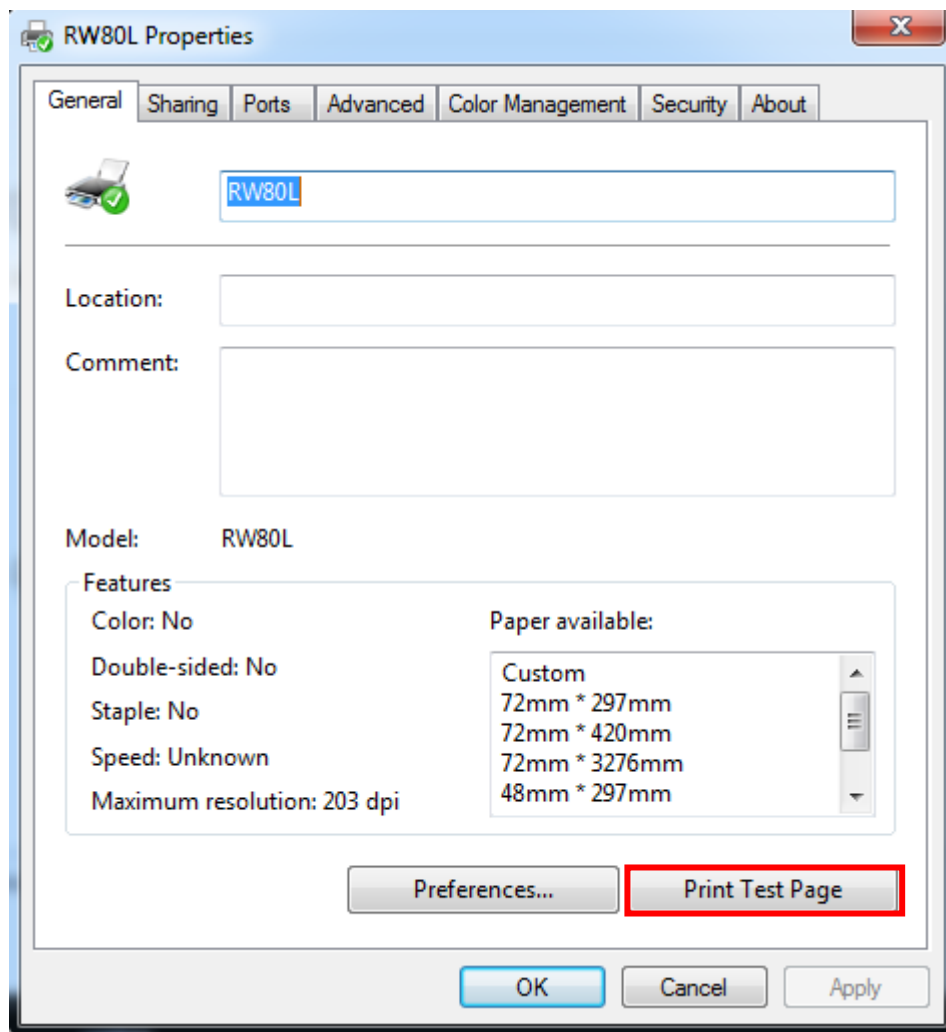 RW80L Properties
General Sharing Ports Advanced Color Management Security About
RW80L
Location:
Comment:
Model: RW80L
Features
Color: No
Double-sided: No
Staple: No
Speed: Unknown
Maximum resolution: 203 dpi
Paper available:
Custom
72mm * 297mm
72mm * 420mm
72mm * 3276mm
48mm * 297mm
Preferences... Print Test Page
OK Cancel Apply